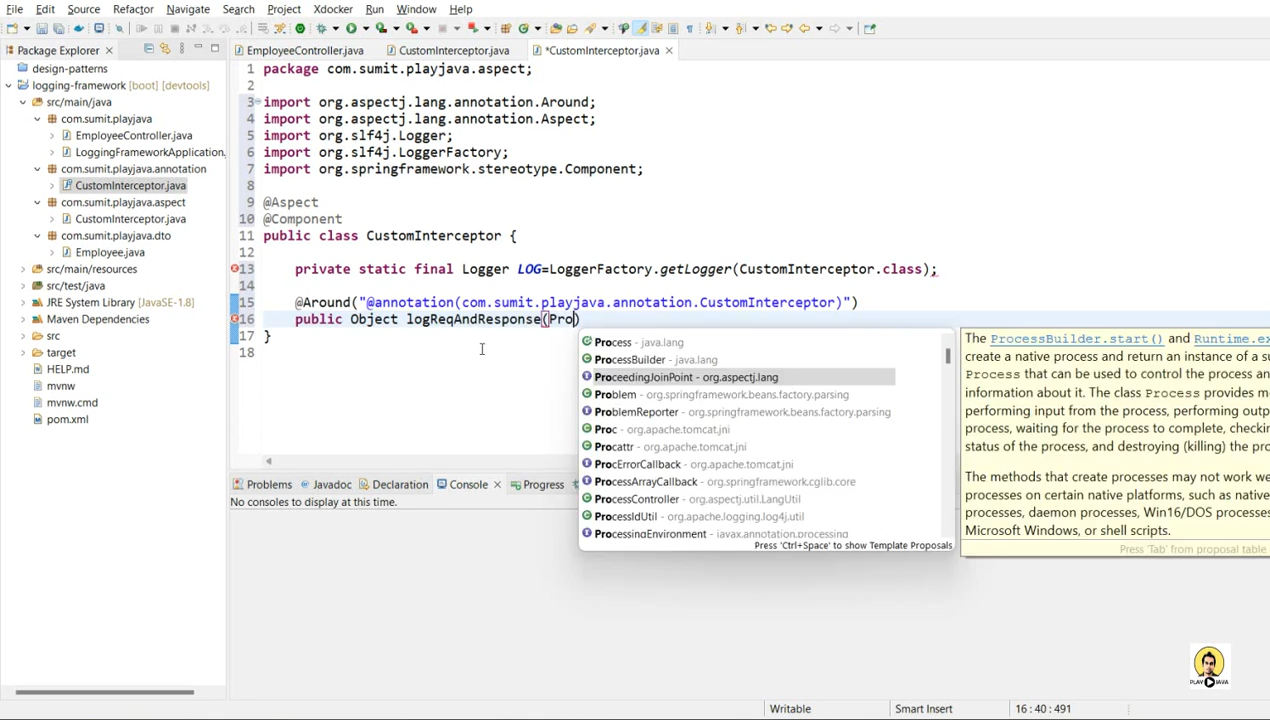 File Edit Source Refactor Navigate Search Project Xdocker Run Window Help
Package Explorer
EmployeeController.java
CustomInterceptor.java
*CustomInterceptor.java
design-patterns
logging-framework [boot] [devtools]
src/main/java
com.sumit.playjava
EmployeeController.java
LoggingFrameworkApplication.
com.sumit.playjava.annotation
CustomInterceptor.java
com.sumit.playjava.aspect
CustomInterceptor.java
com.sumit.playjava.dto
Employee.java
src/main/resources
src/test/java
JRE System Library [JavaSE-1.8]
Maven Dependencies
src
target
HELP.md
mvnw
mvnw.cmd
pom.xml
1 package com.sumit.playjava.aspect;
2
3 import org.aspectj.lang.annotation.Around;
4 import org.aspectj.lang.annotation.Aspect;
5 import org.slf4j.Logger;
6 import org.slf4j.LoggerFactory;
7 import org.springframework.stereotype.Component;
8
9 @Aspect
10 @Component
11 public class CustomInterceptor {
12
13 private static final Logger LOG=LoggerFactory.getLogger(CustomInterceptor.class);
14
15 @Around("@annotation(com.sumit.playjava.annotation.CustomInterceptor)")
16 public Object logReqAndResponse(Pro)
17 }
18
Process - java.lang
ProcessBuilder - java.lang
ProceedingJoinPoint - org.aspectj.lang
Problem - org.springframework.beans.factory.parsing
ProblemReporter - org.springframework.beans.factory.parsing
Proc - org.apache.tomcat.jni
Procattr - org.apache.tomcat.jni
ProcErrorCallback - org.apache.tomcat.jni
ProcessArrayCallback - org.springframework.cglib.core
ProcessController - org.aspectj.util.LangUtil
ProcessIdUtil - org.apache.logging.log4j.util
ProcessingEnvironment - javax.annotation.processing
Press 'Ctrl+Space' to show Template Proposals
The ProcessBuilder.start() and Runtime.ex
create a native process and return an instance of a su
Process that can be used to control the process an
information about it. The class Process provides me
performing input from the process, performing outp
process, waiting for the process to complete, checkin
status of the process, and destroying (killing) the pro
The methods that create processes may not work we
processes on certain native platforms, such as native
processes, daemon processes, Win16/DOS processes
Microsoft Windows, or shell scripts.
Press 'Tab' from proposal table
Problems Javadoc Declaration Console Progress
No consoles to display at this time.
PLAY JAVA
Writable Smart Insert 16 : 40 : 491